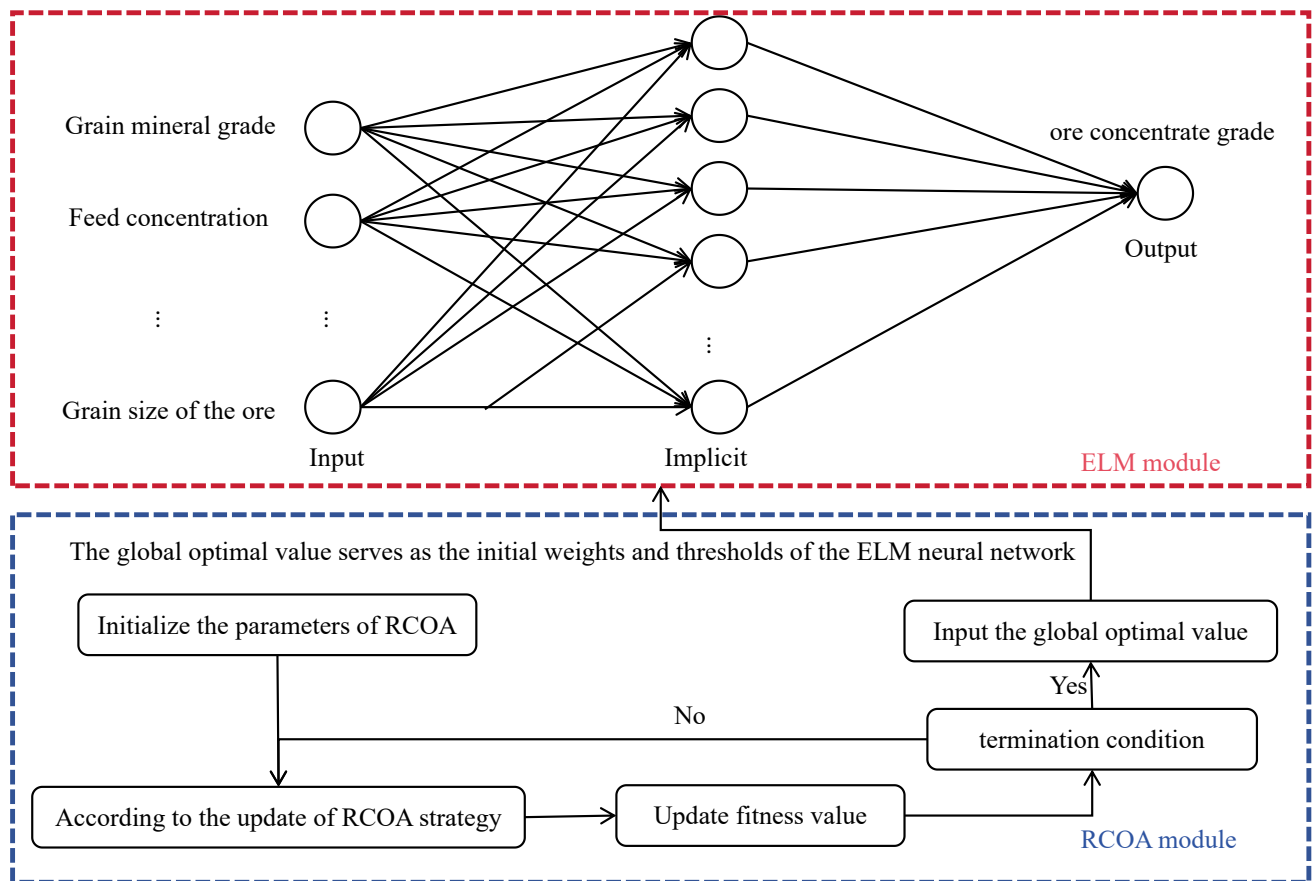 Grain mineral grade
ore concentrate grade
Feed concentration
Output
⋮
⋮
⋮
Grain size of the ore
Input
Implicit
ELM module
The global optimal value serves as the initial weights and thresholds of the ELM neural network
Initialize the parameters of RCOA
Input the global optimal value
Yes
No
termination condition
According to the update of RCOA strategy
Update fitness value
RCOA module